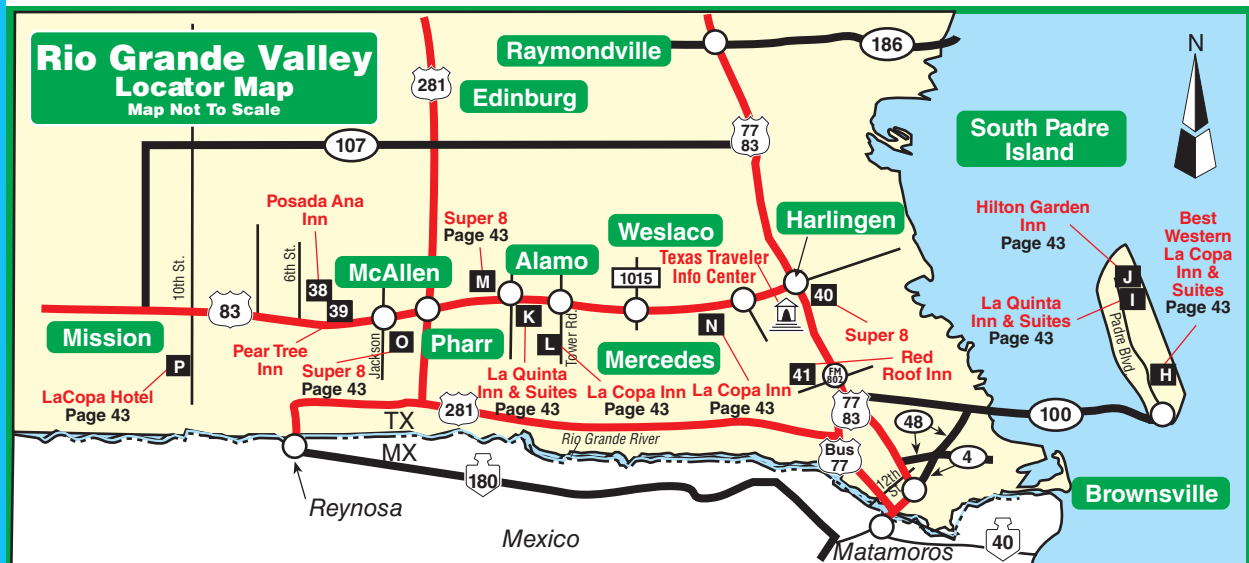 Rio Grande Valley
Locator Map
Map Not To Scale
Raymondville
186
N
281
Edinburg
77
83
South Padre
Island
107
Posada Ana
Inn
Super 8
Page 43
Hilton Garden
Inn
Page 43
Best
Western
La Copa
Inn &
Suites
Page 43
10th St.
6th St.
38
39
McAllen
M
Alamo
Weslaco
Harlingen
Texas Traveler
Info Center
1015
J
I
83
K
40
Super 8
La Quinta
Inn & Suites
Page 43
Padre Blvd
Mission
Pear Tree
Inn
Jackson
O
Pharr
L
Tower Rd.
Mercedes
N
Red
Roof Inn
41
FM
802
H
P
LaCopa Hotel
Page 43
Super 8
Page 43
La Quinta
Inn & Suites
Page 43
La Copa Inn
Page 43
La Copa Inn
Page 43
281
77
83
100
TX
MX
Rio Grande River
Bus
77
48
4
12th
St
180
Reynosa
Brownsville
Mexico
Matamoros
40